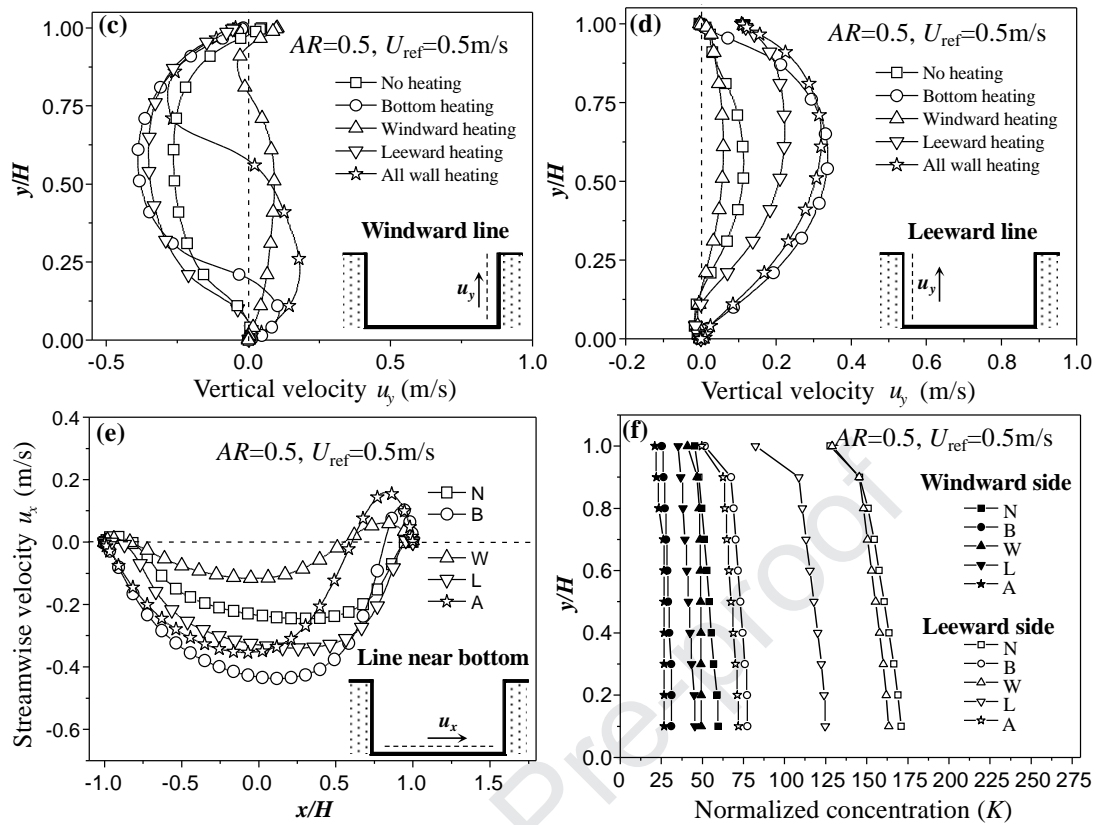 (c)
AR=0.5, Uref=0.5m/s
No heating
Bottom heating
Windward heating
Leeward heating
All wall heating
Windward line
uy
y/H
1.00
0.75
0.50
0.25
0.00
-0.5 0.0 0.5 1.0
Vertical velocity uy (m/s)
(d)
AR=0.5, Uref=0.5m/s
No heating
Bottom heating
Windward heating
Leeward heating
All wall heating
Leeward line
uy
y/H
1.00
0.75
0.50
0.25
0.00
-0.2 0.0 0.2 0.4 0.6 0.8 1.0
Vertical velocity uy (m/s)
(e)
AR=0.5, Uref=0.5m/s
N
B
W
L
A
Line near bottom
ux
Streamwise velocity ux (m/s)
0.4
0.2
0.0
-0.2
-0.4
-0.6
-1.0 -0.5 0.0 0.5 1.0 1.5
x/H
(f)
AR=0.5, Uref=0.5m/s
Windward side
N
B
W
L
A
Leeward side
N
B
W
L
A
y/H
1.0
0.8
0.6
0.4
0.2
0.0
0 25 50 75 100 125 150 175 200 225 250 275
Normalized concentration (K)
Pre-proof